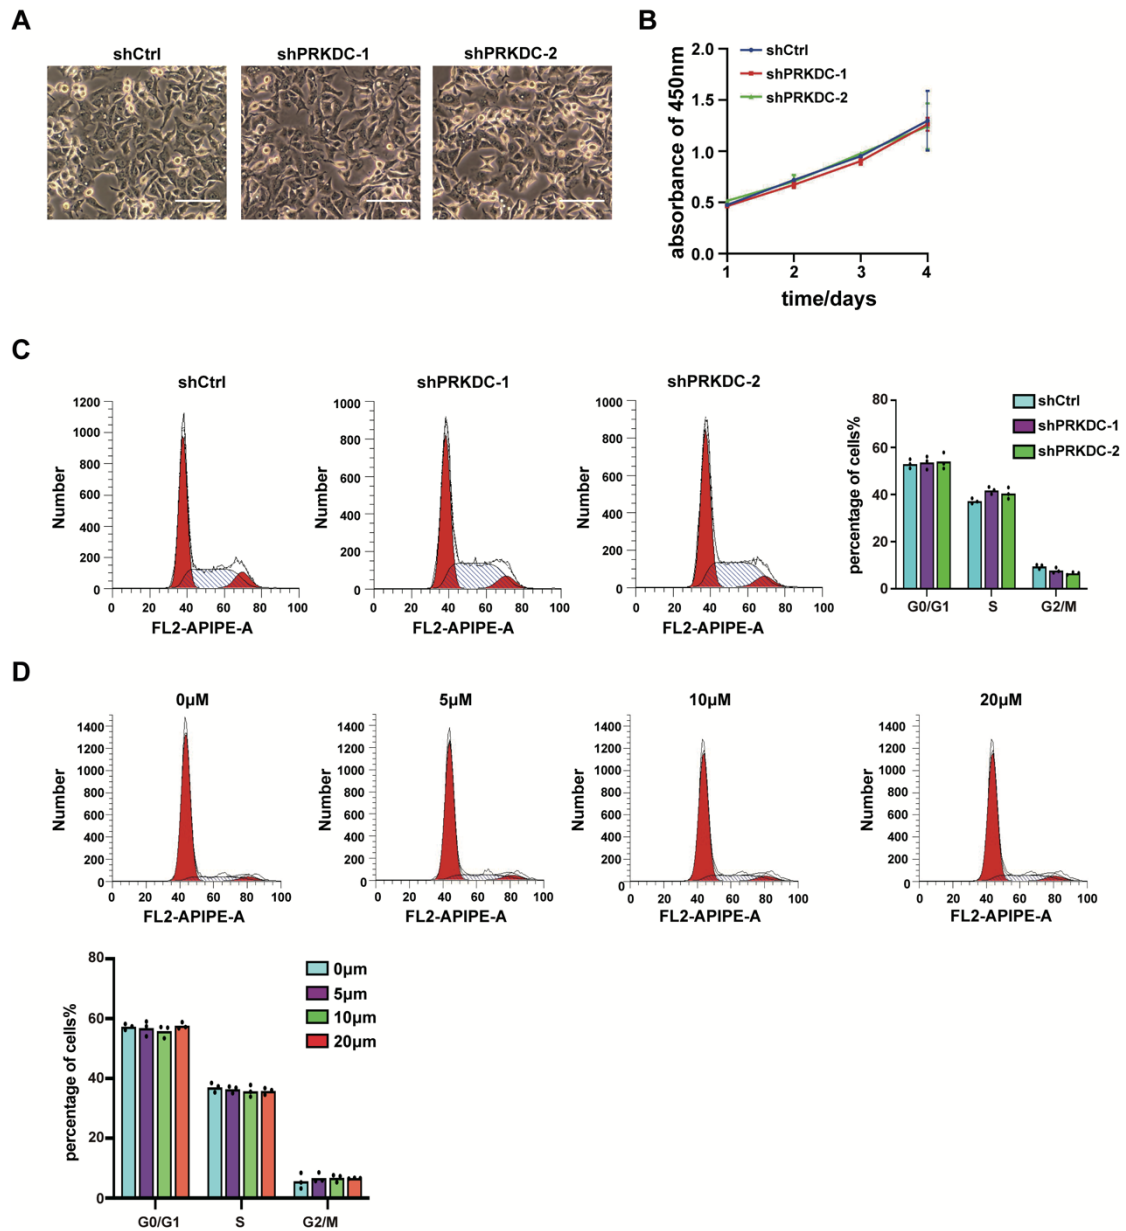 A
shCtrl
shPRKDC-1
shPRKDC-2
B
absorbance of 450nm
2.0
1.5
1.0
0.5
0.0
1 2 3 4
time/days
shCtrl
shPRKDC-1
shPRKDC-2
C
shCtrl
Number
1200
1000
800
600
400
200
0
0 20 40 60 80 100
FL2-APIPE-A
shPRKDC-1
Number
1000
800
600
400
200
0
0 20 40 60 80 100
FL2-APIPE-A
shPRKDC-2
Number
1000
800
600
400
200
0
0 20 40 60 80 100
FL2-APIPE-A
percentage of cells%
80
60
40
20
0
G0/G1 S G2/M
shCtrl
shPRKDC-1
shPRKDC-2
D
0μM
Number
1400
1200
1000
800
600
400
200
0
0 20 40 60 80 100
FL2-APIPE-A
5μM
Number
1400
1200
1000
800
600
400
200
0
0 20 40 60 80 100
FL2-APIPE-A
10μM
Number
1400
1200
1000
800
600
400
200
0
0 20 40 60 80 100
FL2-APIPE-A
20μM
Number
1400
1200
1000
800
600
400
200
0
0 20 40 60 80 100
FL2-APIPE-A
percentage of cells%
80
60
40
20
0
G0/G1 S G2/M
0μm
5μm
10μm
20μm